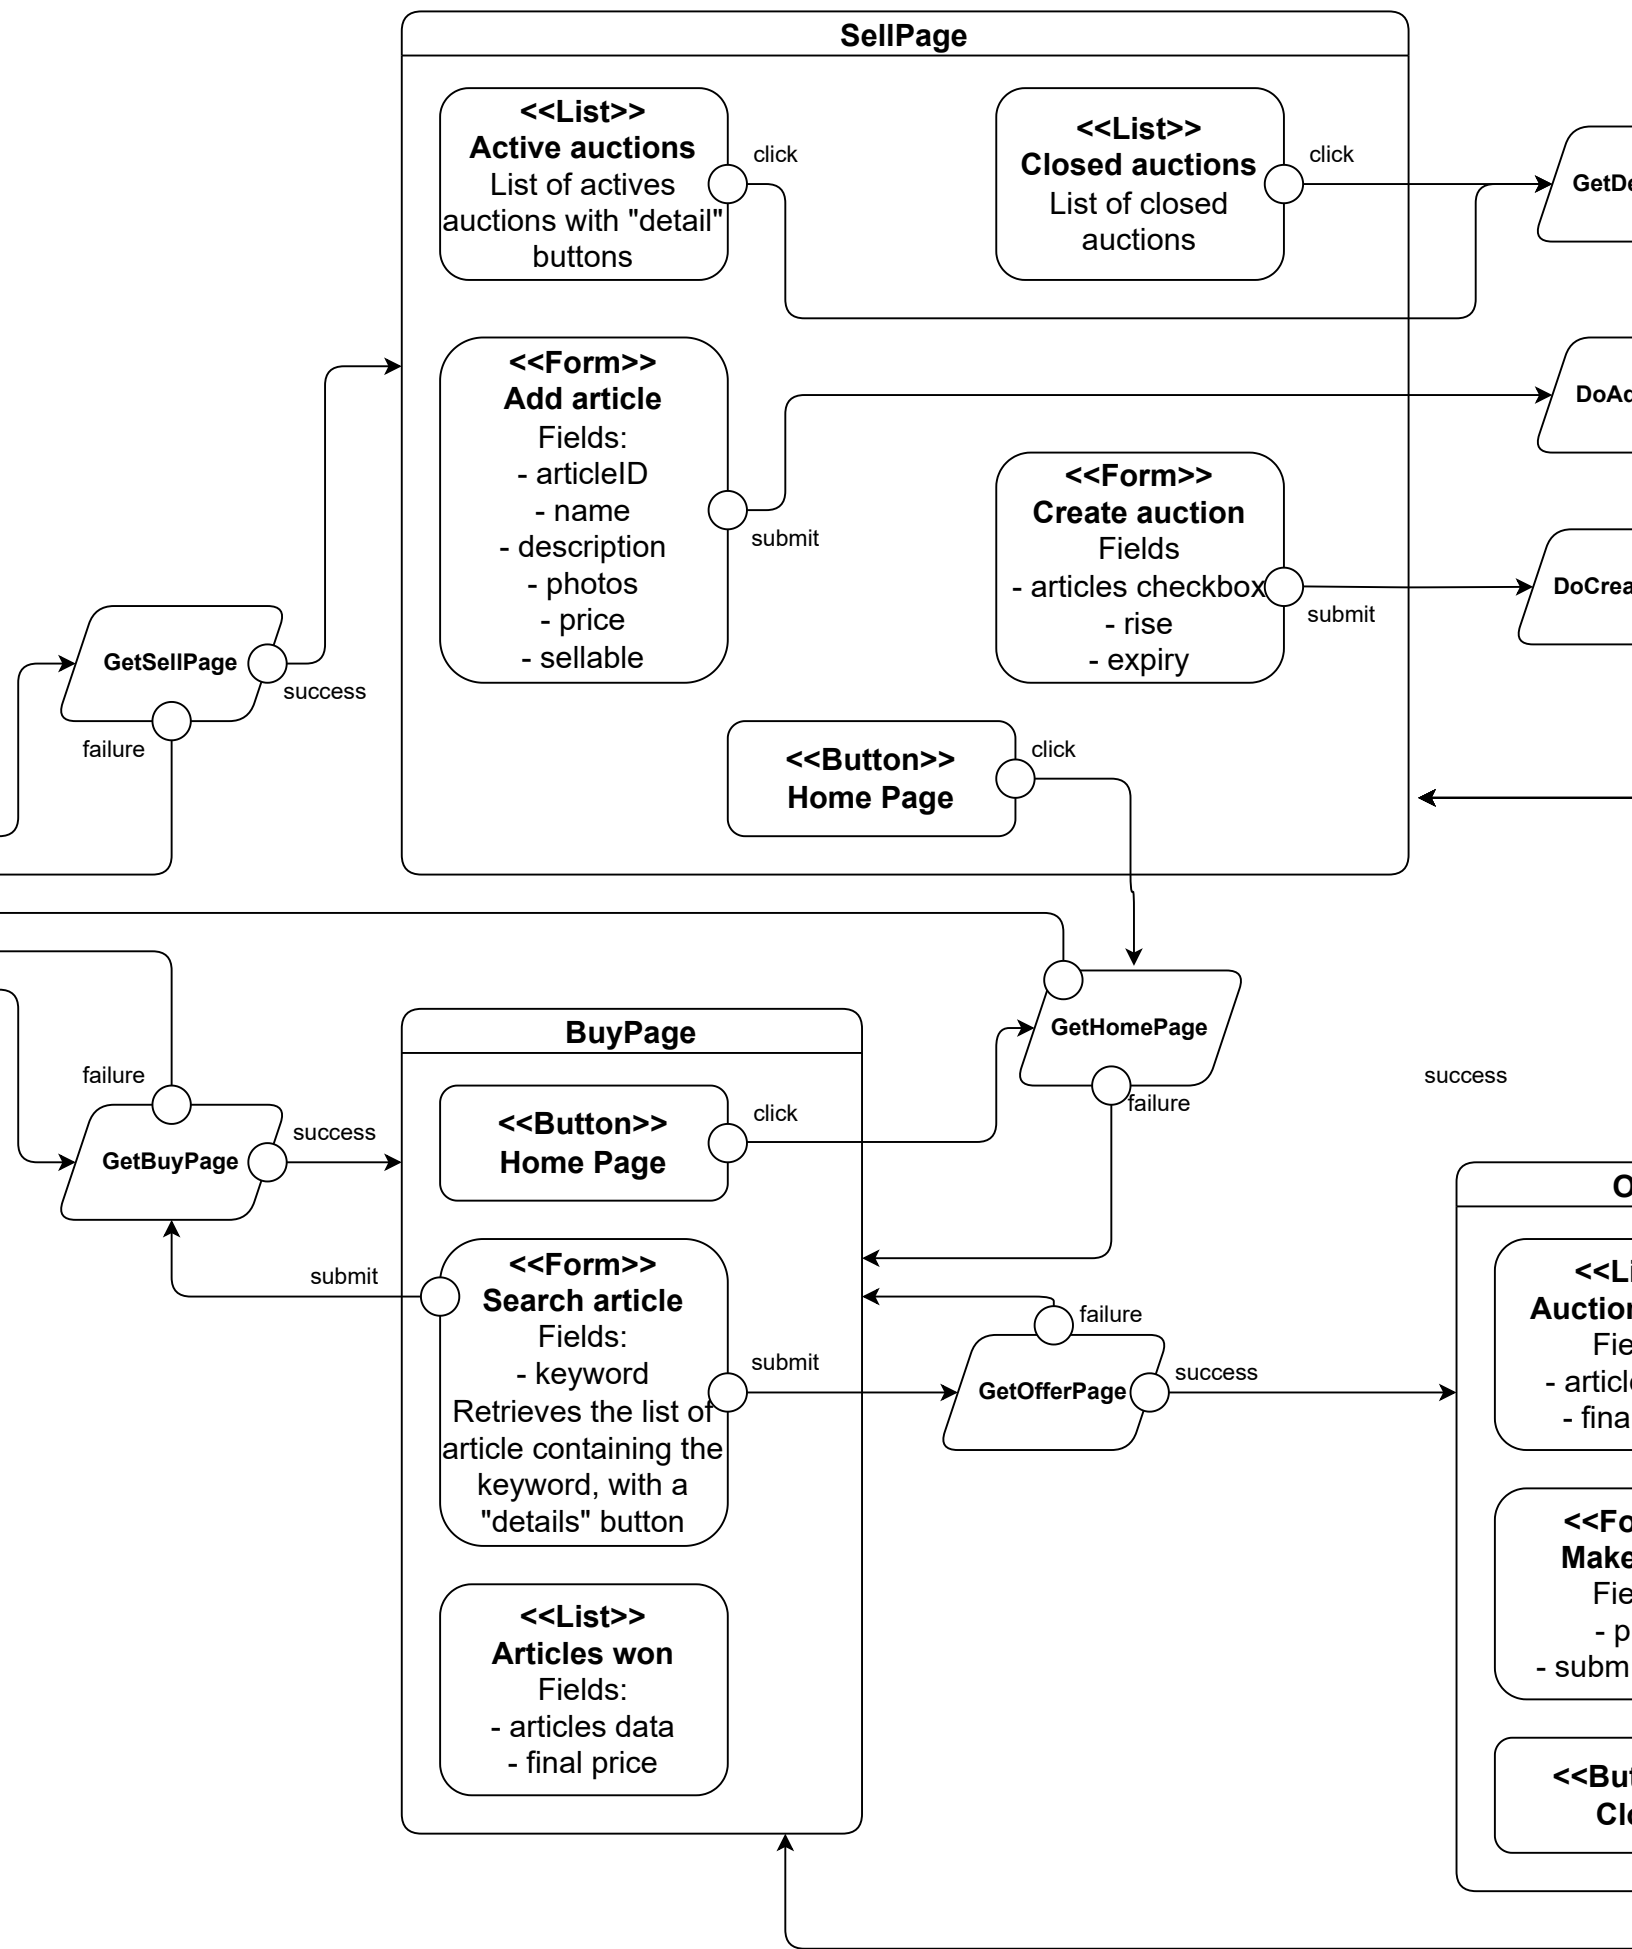 SellPage
<<List>>
Active auctions
List of actives
auctions with "detail"
buttons
click
<<List>>
Closed auctions
List of closed
auctions
click
GetDe
<<Form>>
Add article
Fields:
- articleID
- name
- description
- photos
- price
- sellable
submit
DoAd
<<Form>>
Create auction
Fields
- articles checkbox
- rise
- expiry
submit
DoCrea
GetSellPage
success
failure
<<Button>>
Home Page
click
GetHomePage
failure
success
BuyPage
failure
GetBuyPage
success
<<Button>>
Home Page
click
submit
<<Form>>
Search article
Fields:
- keyword
Retrieves the list of
article containing the
keyword, with a
"details" button
submit
failure
GetOfferPage
success
<<List>>
Articles won
Fields:
- articles data
- final price
O
<<Li
Auction
Fie
- article
- fina
<<Fo
Make
Fie
- p
- subm
<<But
Clo